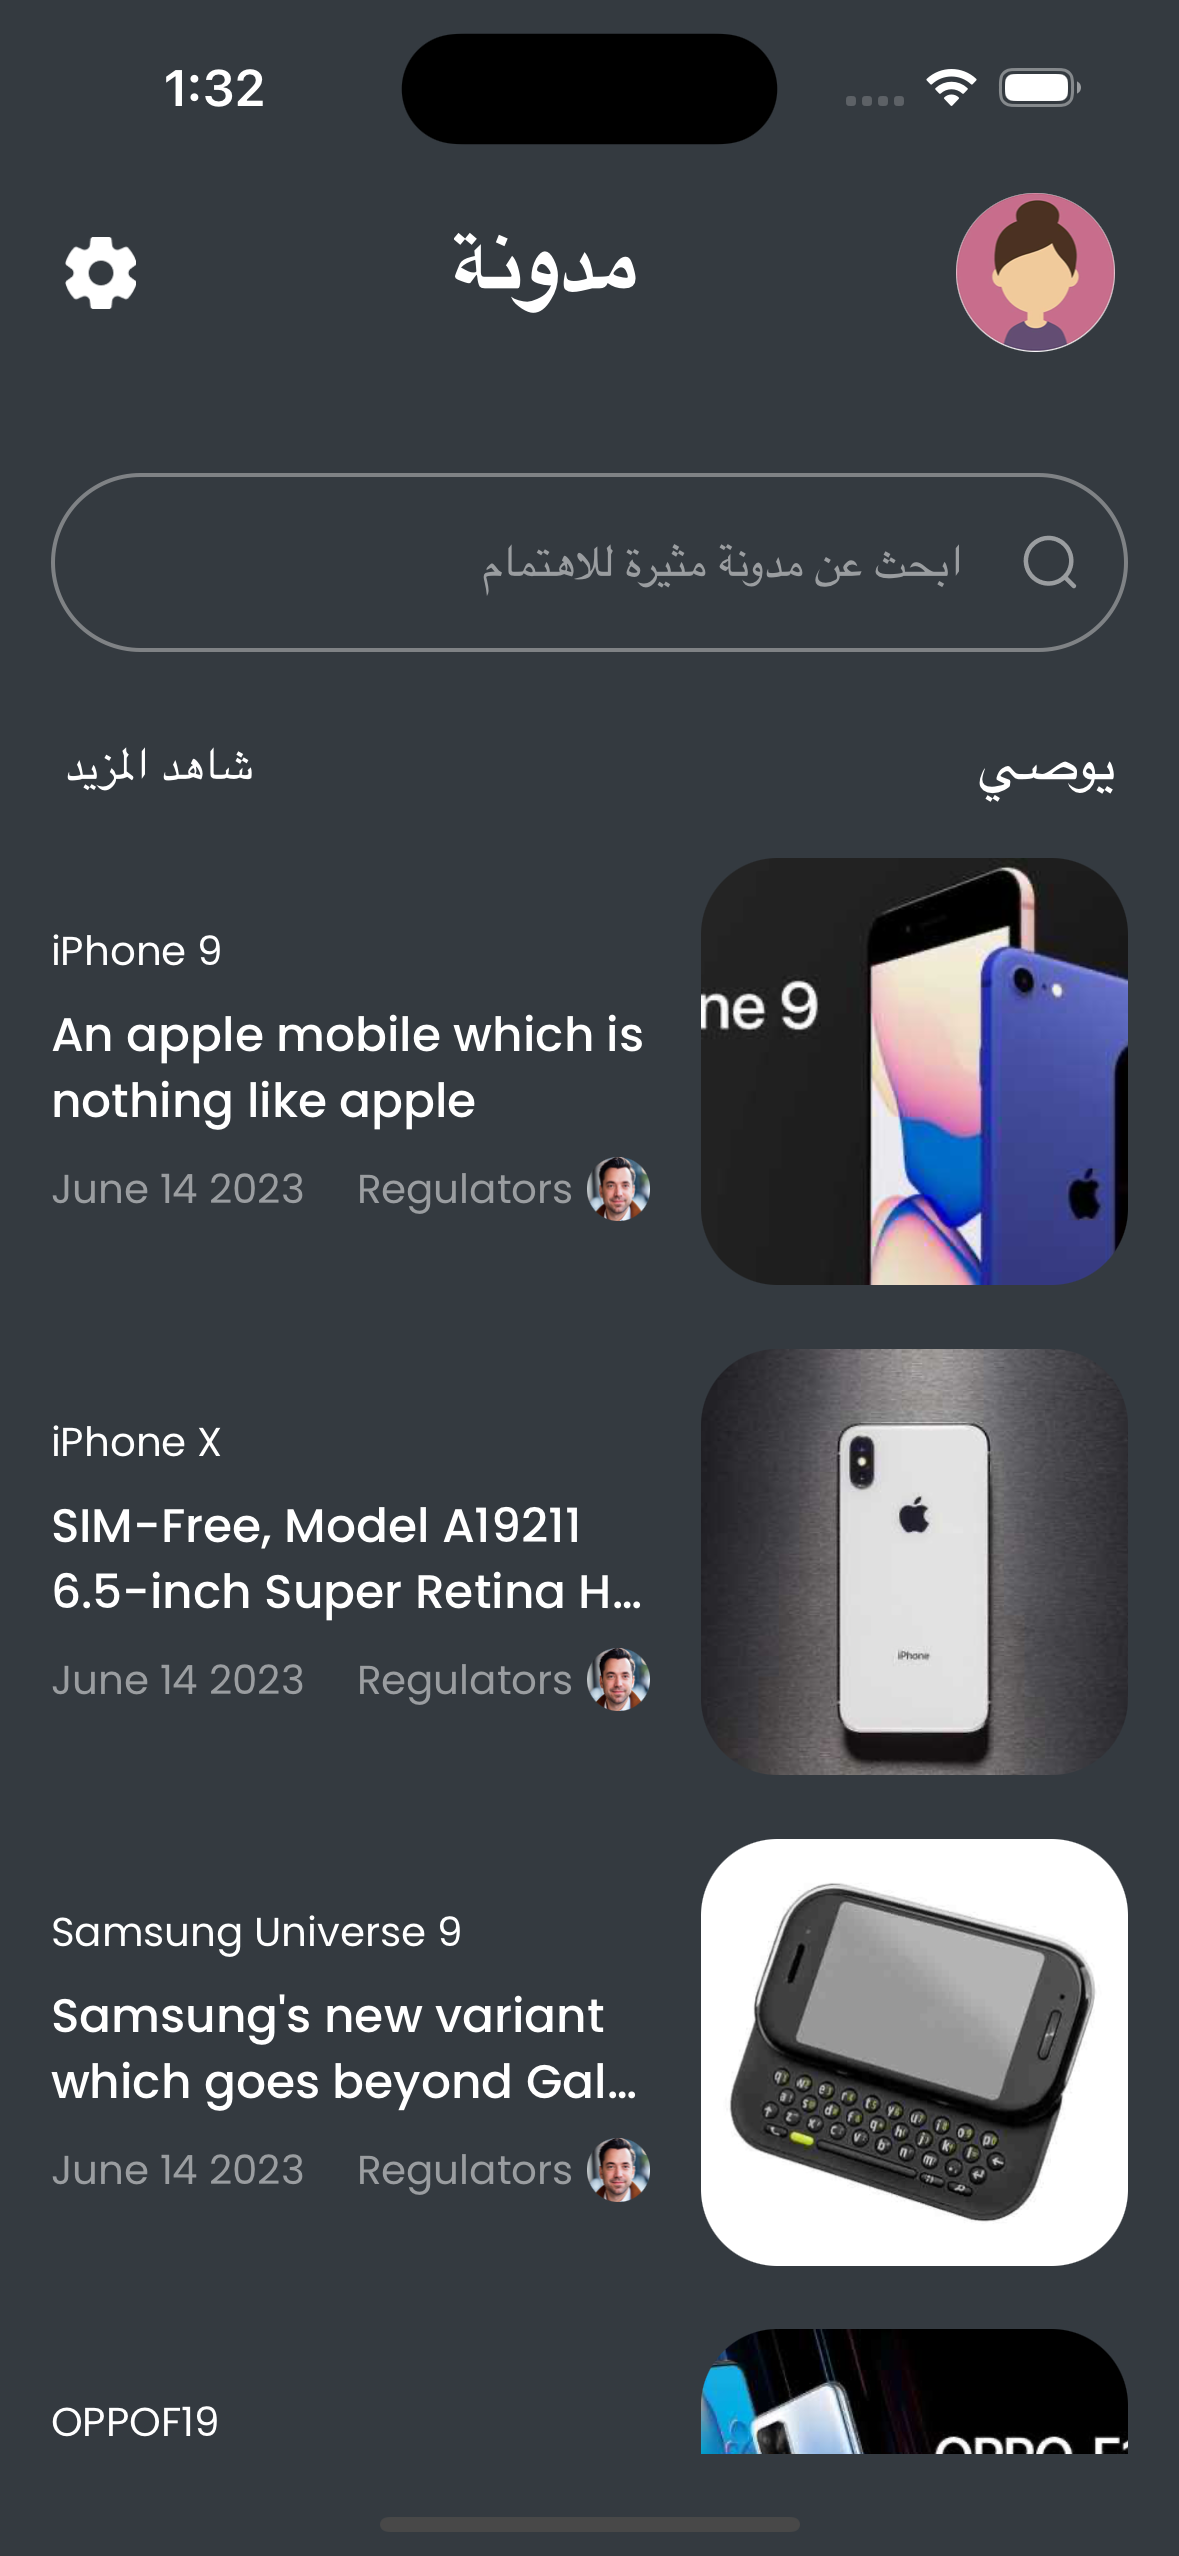 1:32
مدونة
ابحث عن مدونة مثيرة للاهتمام
يوصي
شاهد المزيد
iPhone 9
An apple mobile which is
nothing like apple
June 14 2023 Regulators
ne 9
iPhone X
SIM-Free, Model A19211
6.5-inch Super Retina H...
June 14 2023 Regulators
iPhone
Samsung Universe 9
Samsung's new variant
which goes beyond Gal...
June 14 2023 Regulators
OPPOF19
OPPO F1